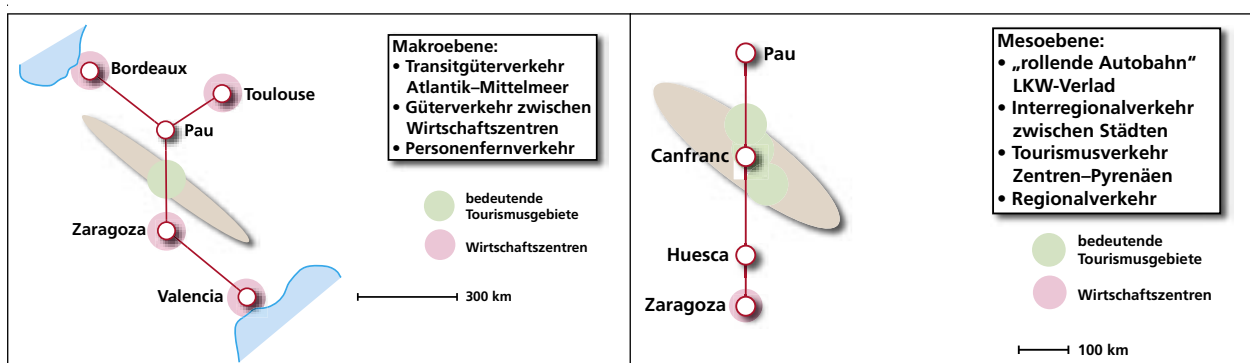 Bordeaux
Toulouse
Pau
Zaragoza
Valencia
Makroebene:
• Transitgüterverkehr
Atlantik–Mittelmeer
• Güterverkehr zwischen
Wirtschaftszentren
• Personenfernverkehr
bedeutende
Tourismusgebiete
Wirtschaftszentren
300 km
Pau
Canfranc
Huesca
Zaragoza
Mesoebene:
• „rollende Autobahn“
LKW-Verlad
• Interregionalverkehr
zwischen Städten
• Tourismusverkehr
Zentren–Pyrenäen
• Regionalverkehr
bedeutende
Tourismusgebiete
Wirtschaftszentren
100 km